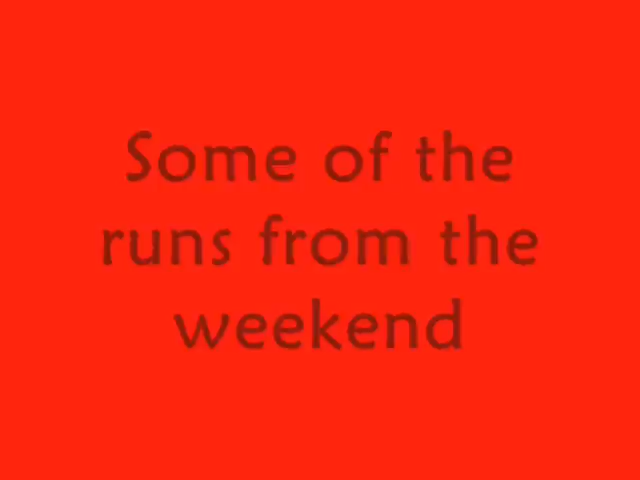 Some of the
runs from the
weekend